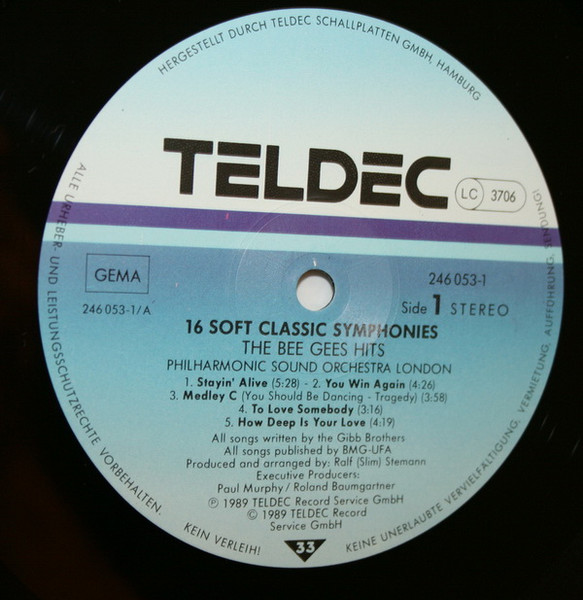 HERGESTELLT DURCH TELDEC SCHALLPLATTEN GMBH, HAMBURG
TELDEC
LC 3706
GEMA
246 053-1/A
246 053-1
Side 1 STEREO
16 SOFT CLASSIC SYMPHONIES
THE BEE GEES HITS
PHILHARMONIC SOUND ORCHESTRA LONDON
1. Stayin' Alive (5:28) - 2. You Win Again (4:26)
3. Medley C (You Should Be Dancing - Tragedy) (3:58)
4. To Love Somebody (3:16)
5. How Deep Is Your Love (4:19)
All songs written by the Gibb Brothers
All songs published by BMG-UFA
Produced and arranged by: Ralf (Slim) Stemann
Executive Producers:
Paul Murphy / Roland Baumgartner
℗ 1989 TELDEC Record Service GmbH
© 1989 TELDEC Record
Service GmbH
33
ALLE URHEBER- UND LEISTUNGSSCHUTZRECHTE VORBEHALTEN.
KEIN VERLEIH!
KEINE UNERLAUBTE VERVIELFÄLTIGUNG, VERMIETUNG, AUFFÜHRUNG, SENDUNG!